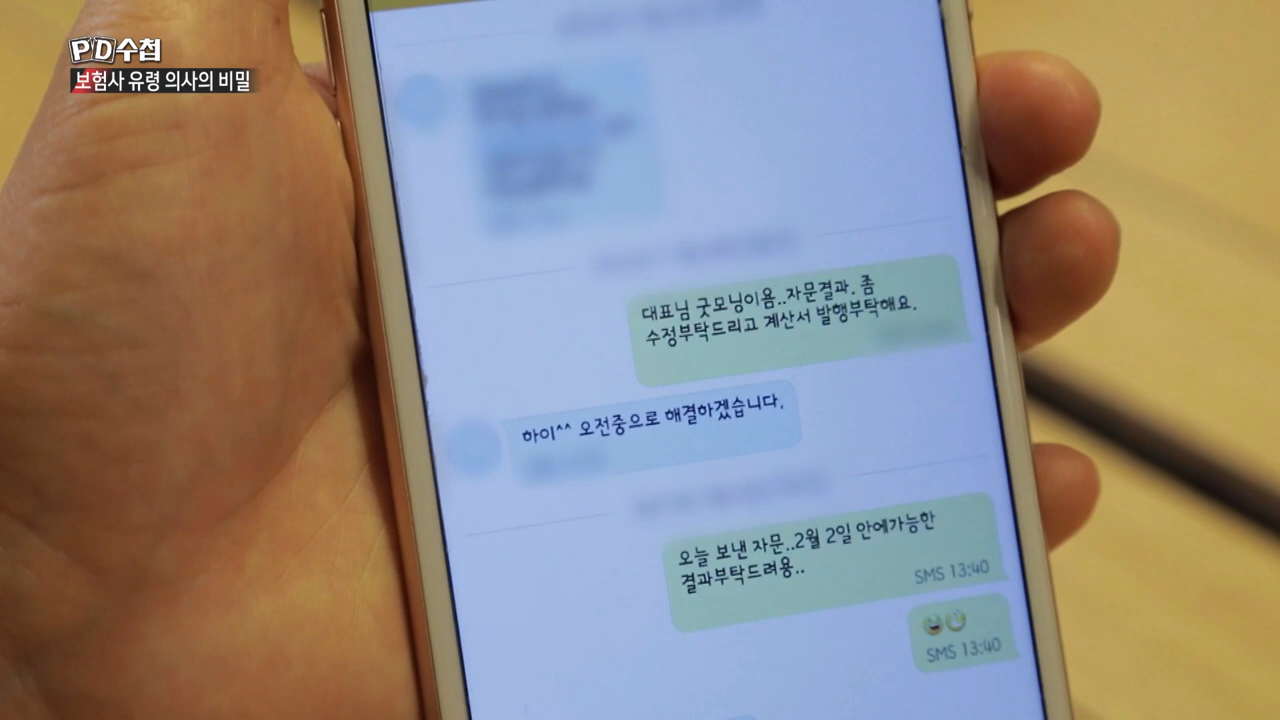 PD수첩
보험사 유령 의사의 비밀
대표님 굿모닝이욤..자문결과. 좀
수정부탁드리고 계산서 발행부탁해요.
하이^^ 오전중으로 해결하겠습니다.
오늘 보낸 자문..2월 2일 안에가능한
결과부탁드려용..
SMS 13:40
SMS 13:40